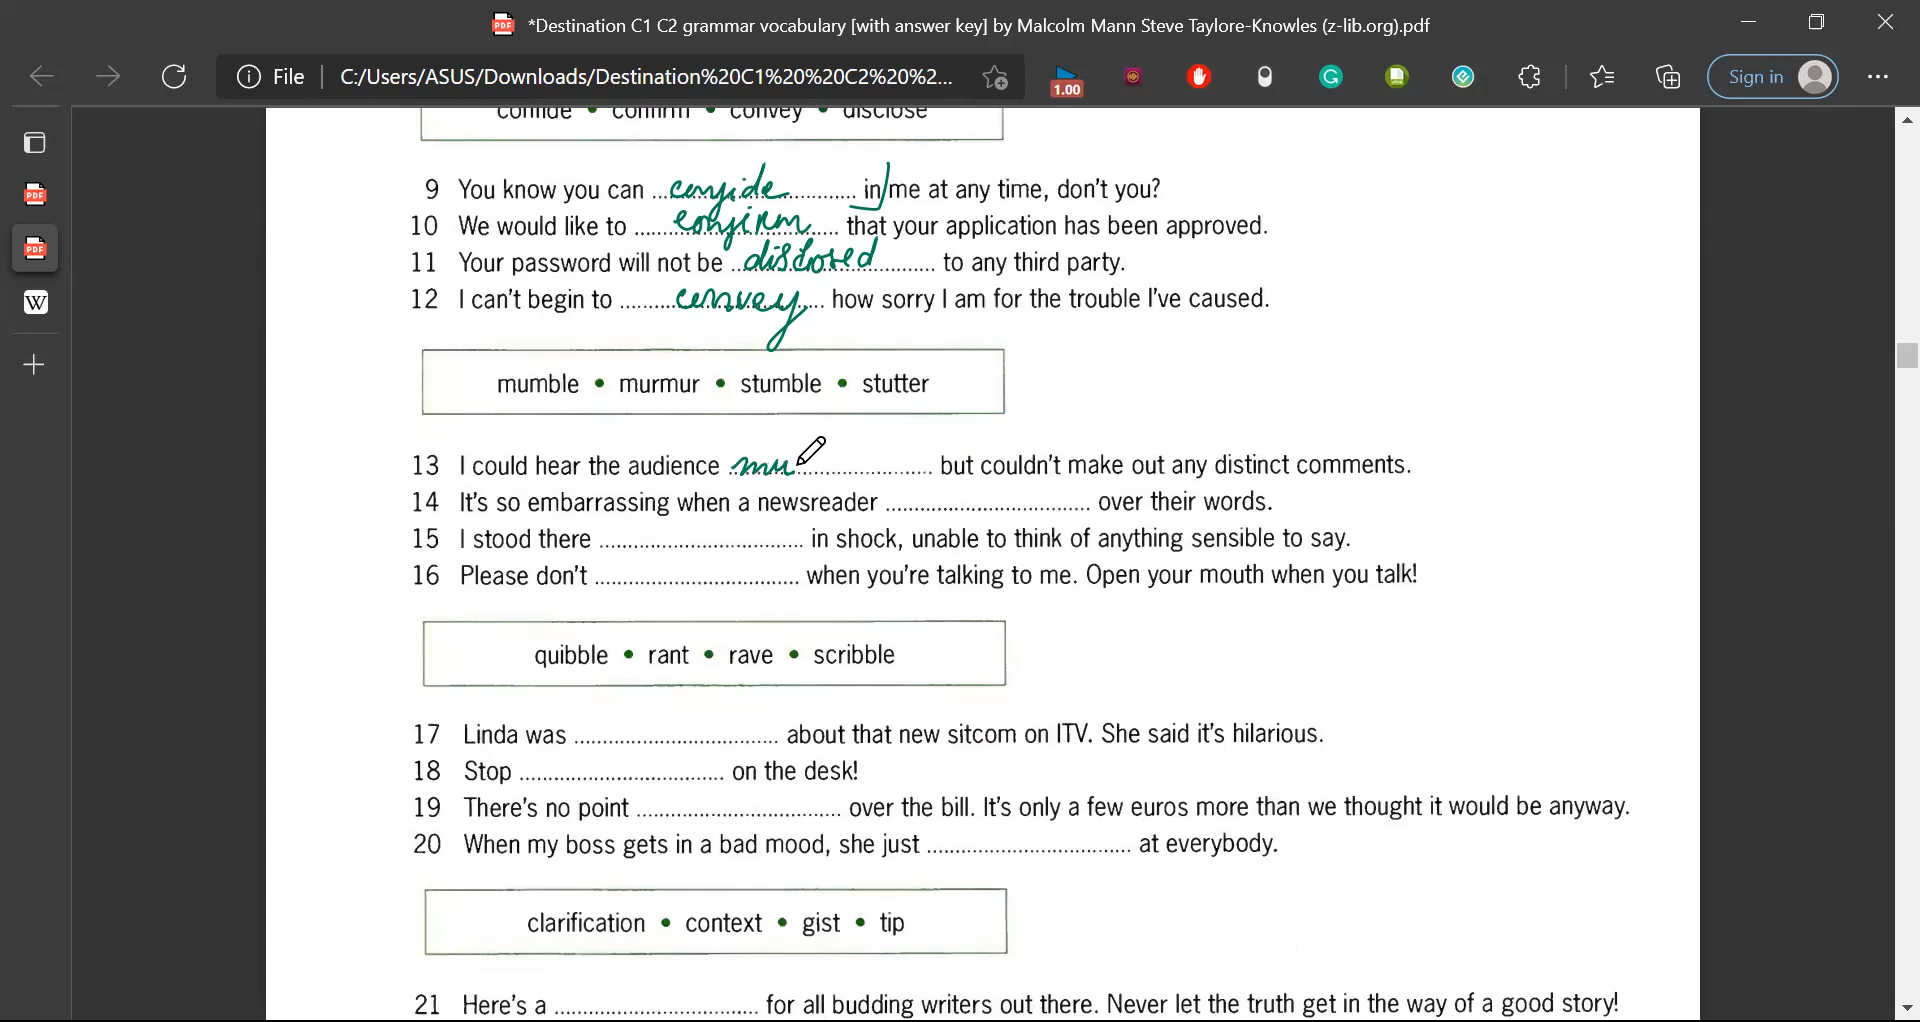 *Destination C1 C2 grammar vocabulary [with answer key] by Malcolm Mann Steve Taylore-Knowles (z-lib.org).pdf
File C:/Users/ASUS/Downloads/Destination%20C1%20%20C2%20%2... 1.00 Sign in
confide • confirm • convey • disclose
9 You know you can confide in me at any time, don't you?
10 We would like to confirm that your application has been approved.
11 Your password will not be disclosed to any third party.
12 I can't begin to convey how sorry I am for the trouble I've caused.
mumble • murmur • stumble • stutter
13 I could hear the audience mu but couldn't make out any distinct comments.
14 It's so embarrassing when a newsreader .................................... over their words.
15 I stood there .................................... in shock, unable to think of anything sensible to say.
16 Please don't .................................... when you're talking to me. Open your mouth when you talk!
quibble • rant • rave • scribble
17 Linda was .................................... about that new sitcom on ITV. She said it's hilarious.
18 Stop .................................... on the desk!
19 There's no point .................................... over the bill. It's only a few euros more than we thought it would be anyway.
20 When my boss gets in a bad mood, she just .................................... at everybody.
clarification • context • gist • tip
21 Here's a .................................... for all budding writers out there. Never let the truth get in the way of a good story!